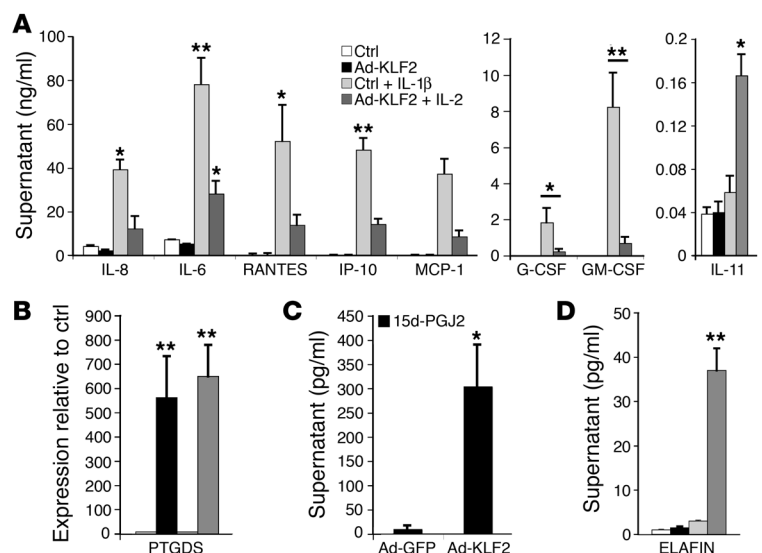 A
Supernatant (ng/ml)
100
80
60
40
20
0
**
*
*
*
**
Ctrl
Ad-KLF2
Ctrl + IL-1β
Ad-KLF2 + IL-2
IL-8
IL-6
RANTES
IP-10
MCP-1
12
10
8
6
4
2
0
*
**
G-CSF
GM-CSF
0.2
0.16
0.12
0.08
0.04
0
*
IL-11
B
Expression relative to ctrl
900
800
700
600
500
400
300
200
100
0
**
**
PTGDS
C
Supernatant (pg/ml)
450
400
350
300
250
200
150
100
50
0
15d-PGJ2
*
Ad-GFP
Ad-KLF2
D
Supernatant (pg/ml)
50
40
30
20
10
0
**
ELAFIN